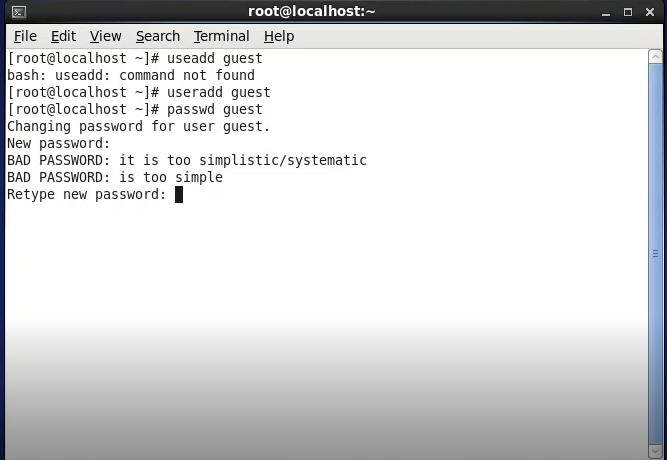 root@localhost:~
File Edit View Search Terminal Help
[root@localhost ~]# useadd guest
bash: useadd: command not found
[root@localhost ~]# useradd guest
[root@localhost ~]# passwd guest
Changing password for user guest.
New password:
BAD PASSWORD: it is too simplistic/systematic
BAD PASSWORD: is too simple
Retype new password: